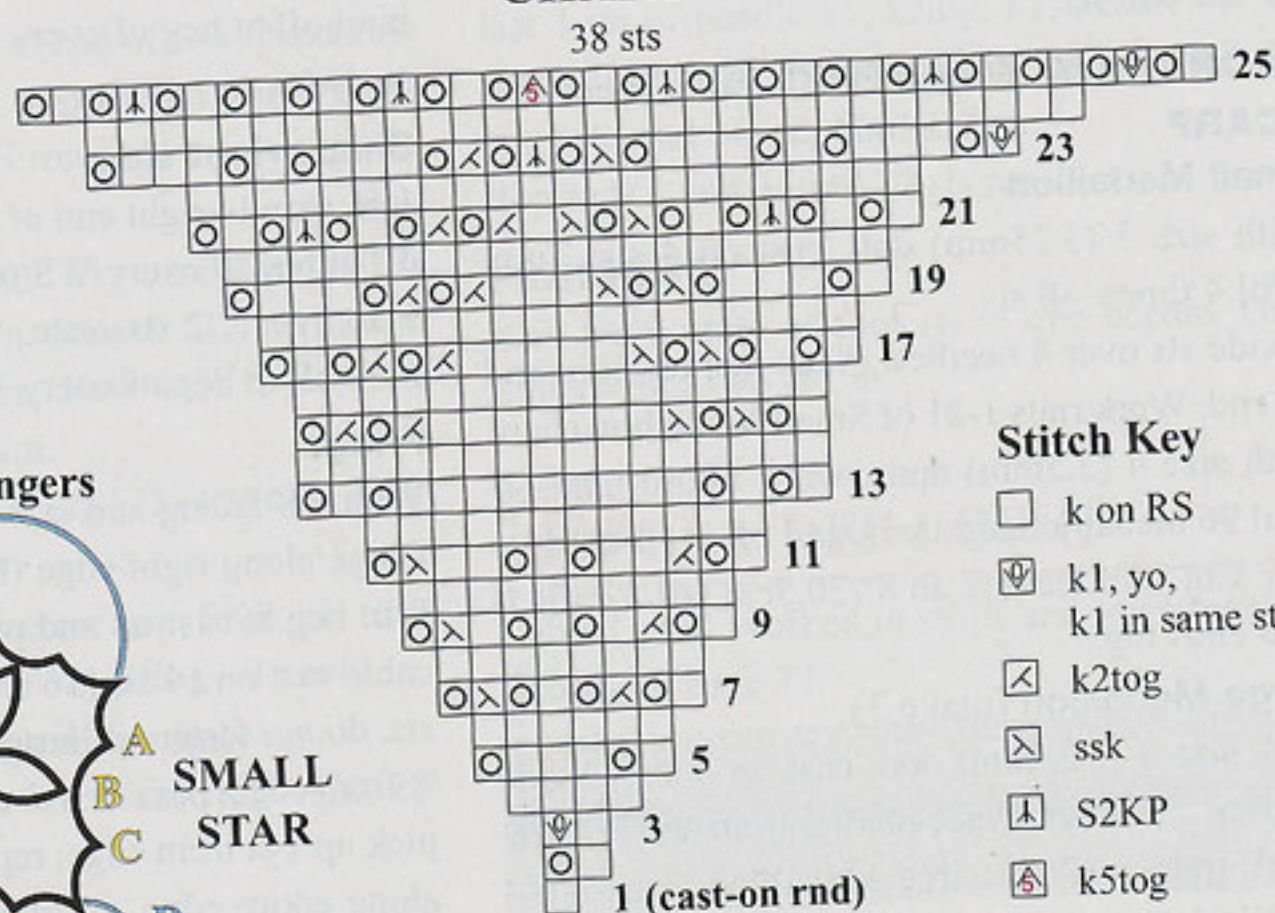 38 sts
25
23
21
19
17
13
11
9
7
5
3
1 (cast-on rnd)
Stitch Key
k on RS
k1, yo,
k1 in same st
k2tog
ssk
S2KP
5 k5tog
ngers
A
B
C
SMALL
STAR